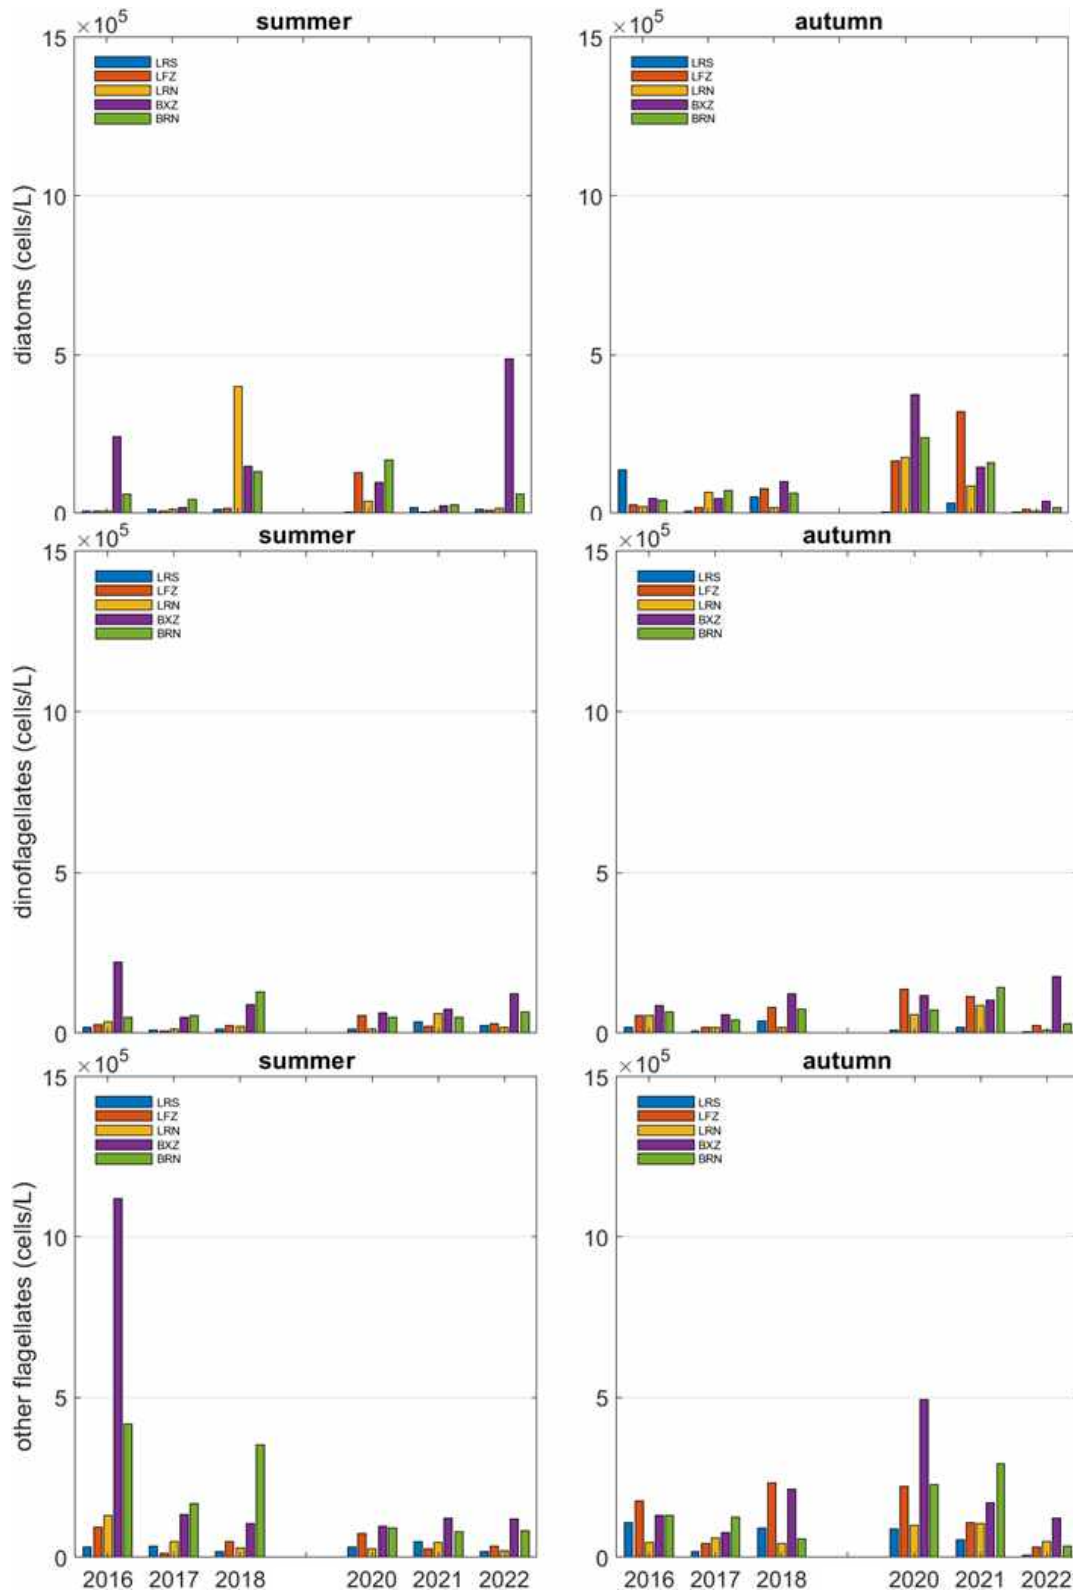 ×10^5 summer
15
LRS
LFZ
LRN
BXZ
BRN
10
5
0
diatoms (cells/L)
×10^5 autumn
15
LRS
LFZ
LRN
BXZ
BRN
10
5
0
×10^5 summer
15
LRS
LFZ
LRN
BXZ
BRN
10
5
0
dinoflagellates (cells/L)
×10^5 autumn
15
LRS
LFZ
LRN
BXZ
BRN
10
5
0
×10^5 summer
15
LRS
LFZ
LRN
BXZ
BRN
10
5
0
other flagellates (cells/L)
2016 2017 2018 2020 2021 2022
×10^5 autumn
15
LRS
LFZ
LRN
BXZ
BRN
10
5
0
2016 2017 2018 2020 2021 2022